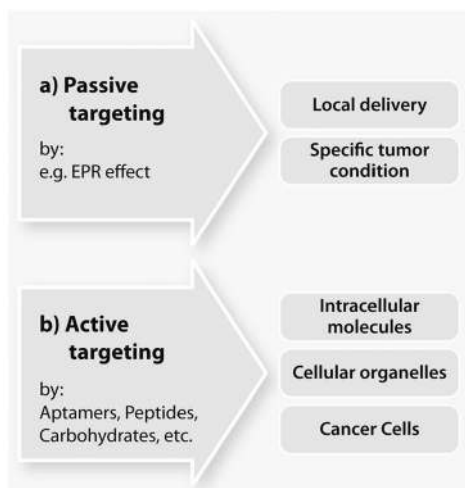 a) Passive
targeting
by:
e.g. EPR effect
Local delivery
Specific tumor
condition
b) Active
targeting
by:
Aptamers, Peptides,
Carbohydrates, etc.
Intracellular
molecules
Cellular organelles
Cancer Cells